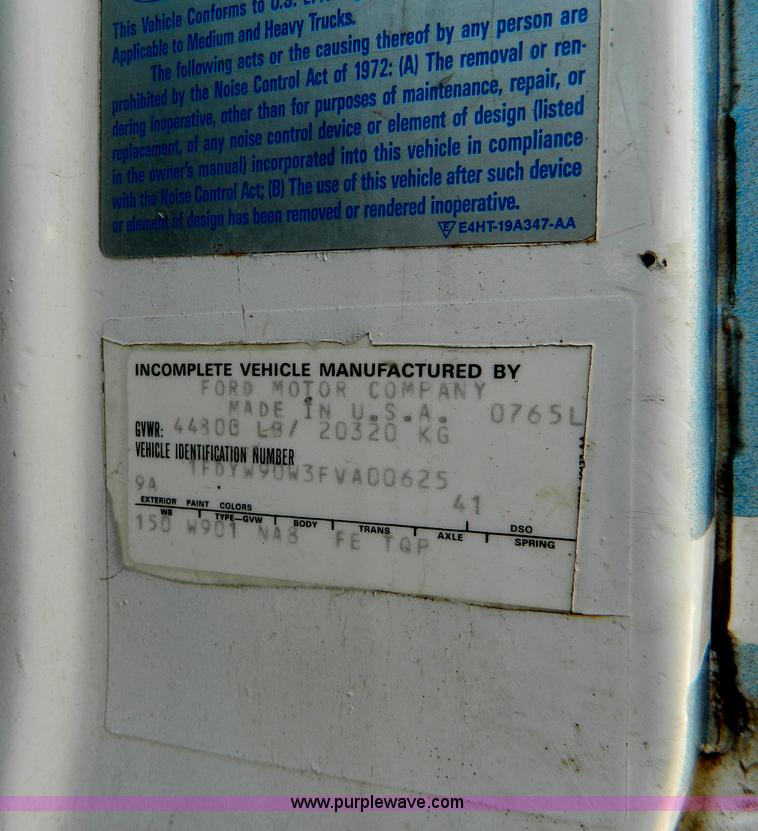 This Vehicle Conforms to U.S.
Applicable to Medium and Heavy Trucks.
The following acts or the causing thereof by any person are
prohibited by the Noise Control Act of 1972: (A) The removal or ren-
dering inoperative, other than for purposes of maintenance, repair, or
replacement, of any noise control device or element of design (listed
in the owner's manual) incorporated into this vehicle in compliance
with the Noise Control Act; (B) The use of this vehicle after such device
or element of design has been removed or rendered inoperative.
E4HT-19A347-AA
INCOMPLETE VEHICLE MANUFACTURED BY
FORD MOTOR COMPANY
MADE IN U.S.A. 0765L
GVWR: 44800 LB/ 20320 KG
VEHICLE IDENTIFICATION NUMBER
1FDYW90W3FVA00625
9A 41
EXTERIOR PAINT COLORS DSO
WB TYPE-GVW BODY TRANS AXLE SPRING
150 W901 NA8 FE TQP
www.purplewave.com